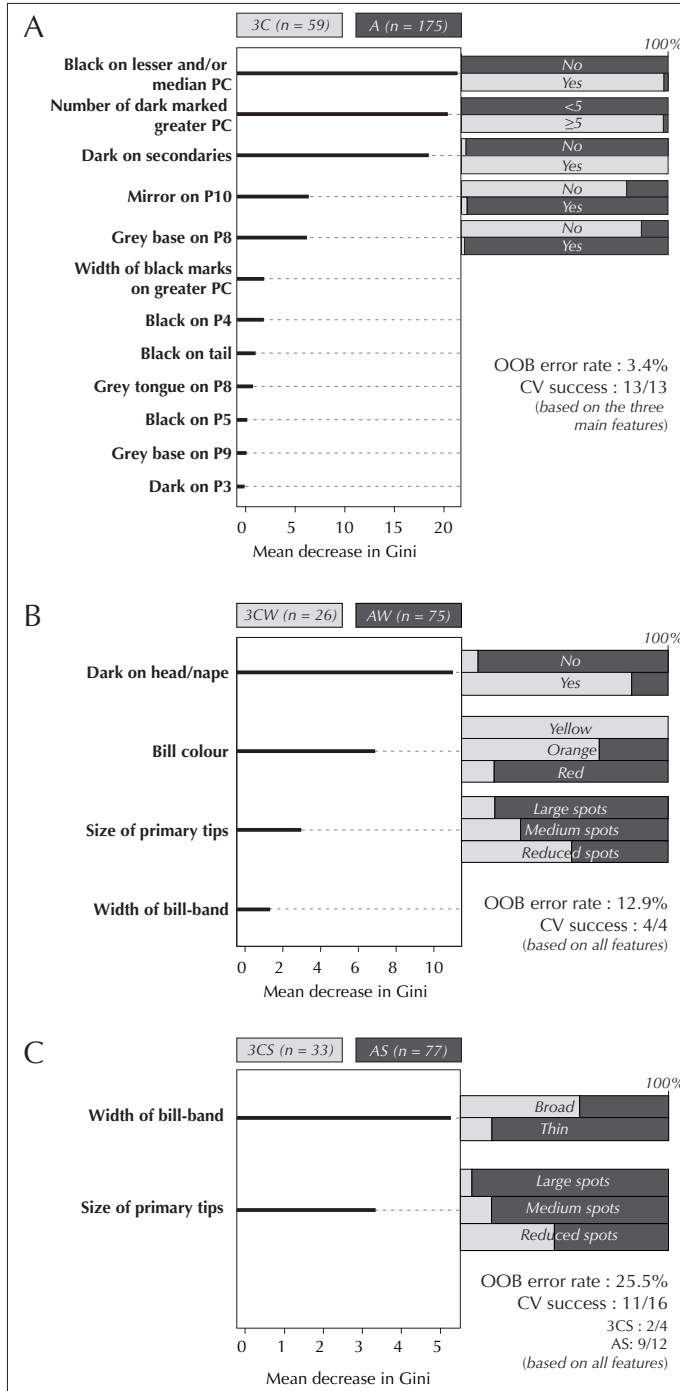 A
3C (n = 59)
A (n = 175)
100%
Black on lesser and/or
median PC
No
Yes
Number of dark marked
greater PC
<5
≥5
Dark on secondaries
No
Yes
Mirror on P10
No
Yes
Grey base on P8
No
Yes
Width of black marks
on greater PC
Black on P4
Black on tail
Grey tongue on P8
Black on P5
Grey base on P9
Dark on P3
OOB error rate : 3.4%
CV success : 13/13
(based on the three
main features)
0 5 10 15 20
Mean decrease in Gini
B
3CW (n = 26)
AW (n = 75)
100%
Dark on head/nape
No
Yes
Bill colour
Yellow
Orange
Red
Size of primary tips
Large spots
Medium spots
Reduced spots
Width of bill-band
OOB error rate : 12.9%
CV success : 4/4
(based on all features)
0 2 4 6 8 10
Mean decrease in Gini
C
3CS (n = 33)
AS (n = 77)
100%
Width of bill-band
Broad
Thin
Size of primary tips
Large spots
Medium spots
Reduced spots
OOB error rate : 25.5%
CV success : 11/16
3CS : 2/4
AS: 9/12
(based on all features)
0 1 2 3 4 5
Mean decrease in Gini